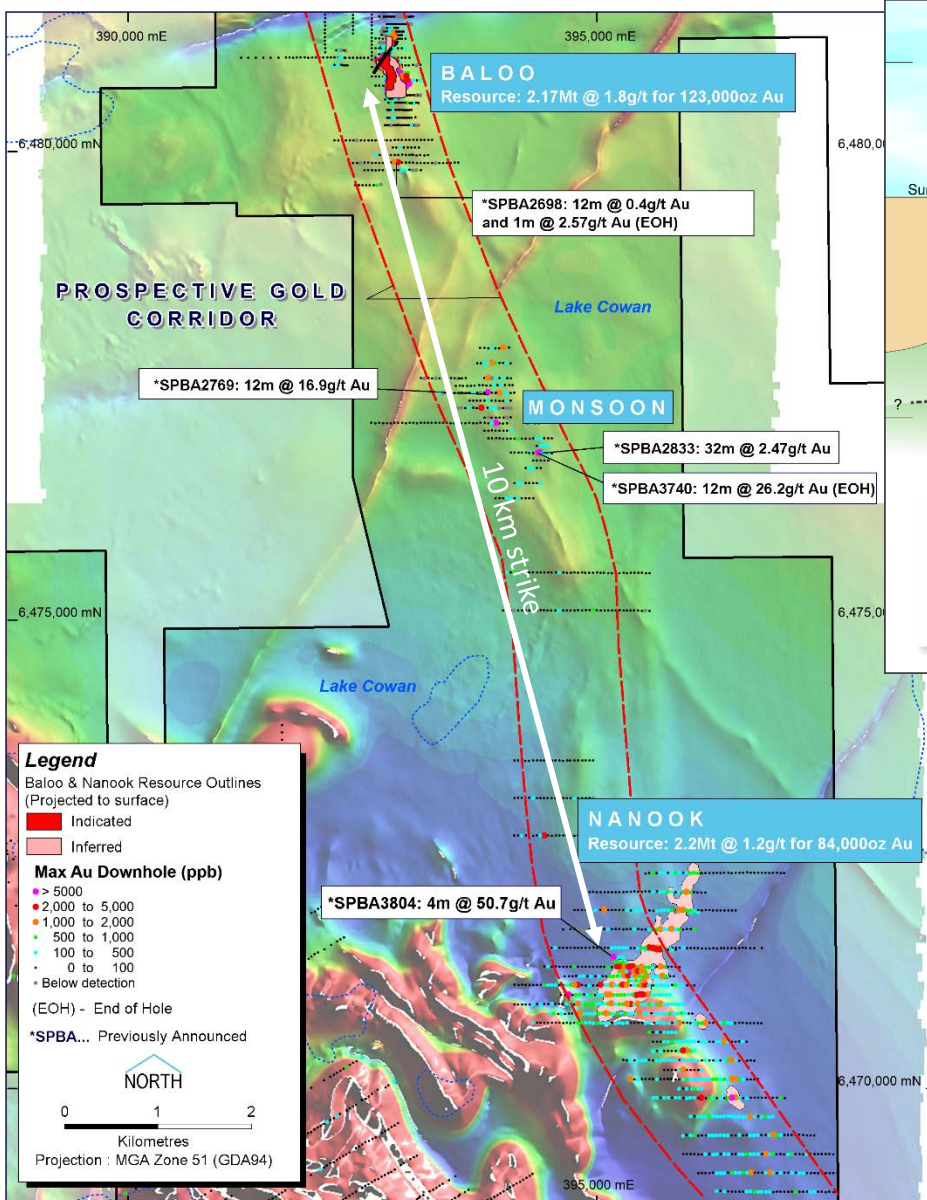 390,000 mE
395,000 mE
BALOO
Resource: 2.17Mt @ 1.8g/t for 123,000oz Au
6,480,000 mN
6,480,0
Su
*SPBA2698: 12m @ 0.4g/t Au
and 1m @ 2.57g/t Au (EOH)
PROSPECTIVE GOLD
CORRIDOR
Lake Cowan
*SPBA2769: 12m @ 16.9g/t Au
MONSOON
?
*SPBA2833: 32m @ 2.47g/t Au
*SPBA3740: 12m @ 26.2g/t Au (EOH)
10 km strike
6,475,000 mN
6,475,0
Lake Cowan
NANOOK
Resource: 2.2Mt @ 1.2g/t for 84,000oz Au
*SPBA3804: 4m @ 50.7g/t Au
Legend
Baloo & Nanook Resource Outlines
(Projected to surface)
Indicated
Inferred
Max Au Downhole (ppb)
> 5000
2,000 to 5,000
1,000 to 2,000
500 to 1,000
100 to 500
0 to 100
Below detection
(EOH) - End of Hole
*SPBA... Previously Announced
NORTH
0 1 2
Kilometres
Projection : MGA Zone 51 (GDA94)
6,470,000 mN
395,000 mE